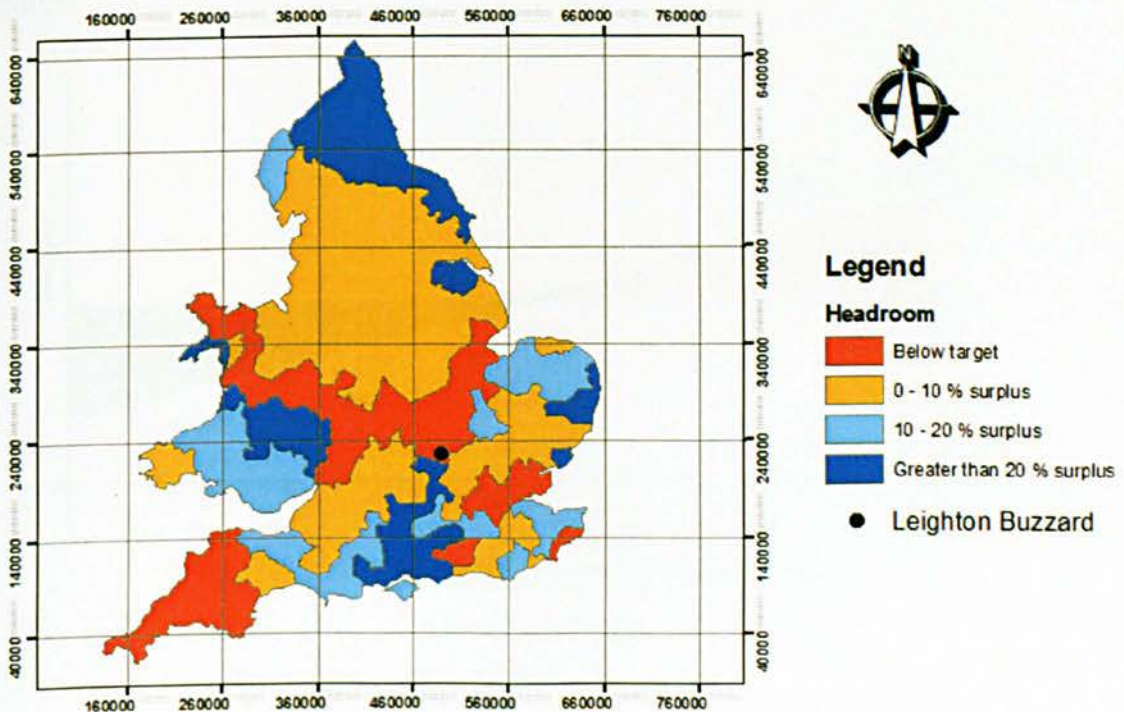 160000 260000 360000 460000 560000 660000 760000
640000 640000
540000 540000
440000 440000
340000 340000
240000 240000
140000 140000
40000 40000
160000 260000 360000 460000 560000 660000 760000
N
Legend
Headroom
Below target
0 - 10 % surplus
10 - 20 % surplus
Greater than 20 % surplus
Leighton Buzzard